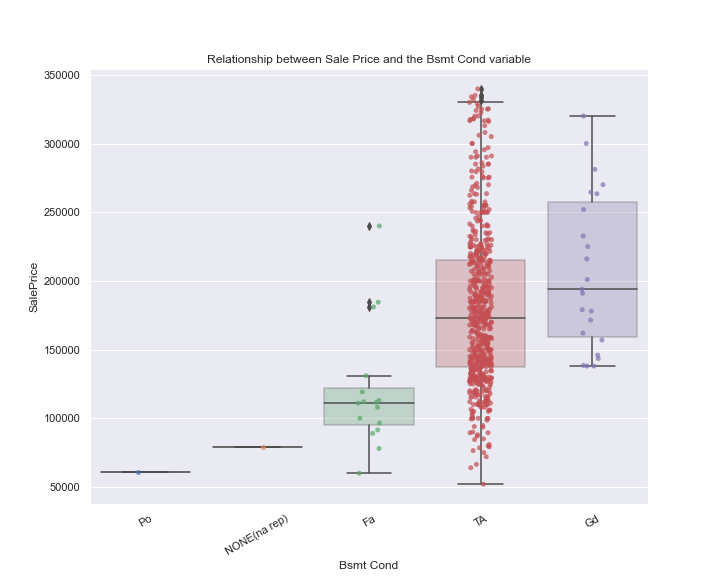 Relationship between Sale Price and the Bsmt Cond variable
350000
300000
250000
200000
150000
100000
50000
SalePrice
Po
NONE(na rep)
Fa
TA
Gd
Bsmt Cond